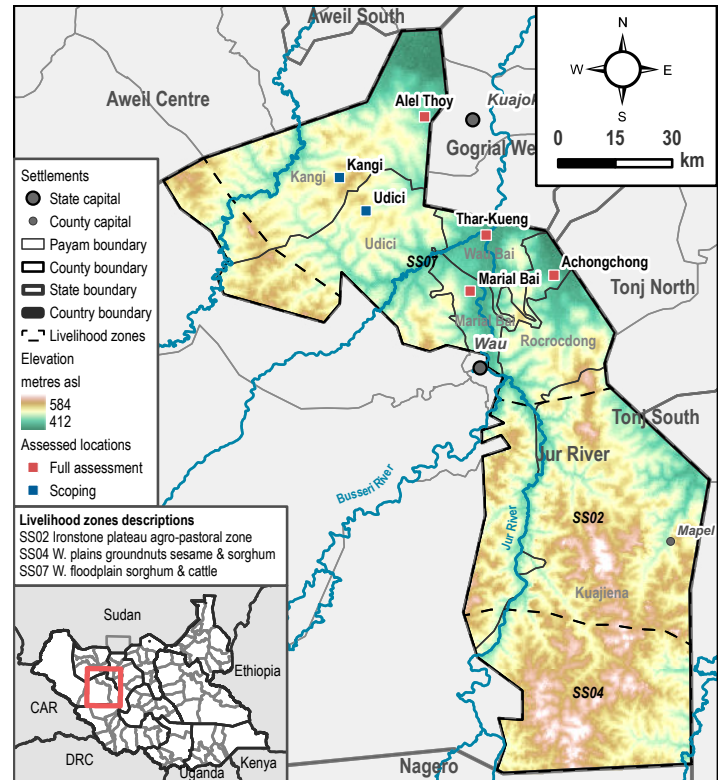 Aweil South
Aweil Centre
Kuajok
Alel Thoy
Gogrial We
N
W
E
S
0 15 30
km
Kangi
Kangi
Udici
Udici
Thar-Kueng
Wau Bai
SS07
Achongchong
Marial Bai
Marial Bai
Tonj North
Rocrocdong
Wau
Tonj South
Jur River
Busseri River
Jur River
SS02
Mapel
Kuajiena
SS04
Nagero
Settlements
State capital
County capital
Payam boundary
County boundary
State boundary
Country boundary
Livelihood zones
Elevation
metres asl
584
412
Assessed locations
Full assessment
Scoping
Livelihood zones descriptions
SS02 Ironstone plateau agro-pastoral zone
SS04 W. plains groundnuts sesame & sorghum
SS07 W. floodplain sorghum & cattle
Sudan
Ethiopia
CAR
DRC
Uganda
Kenya